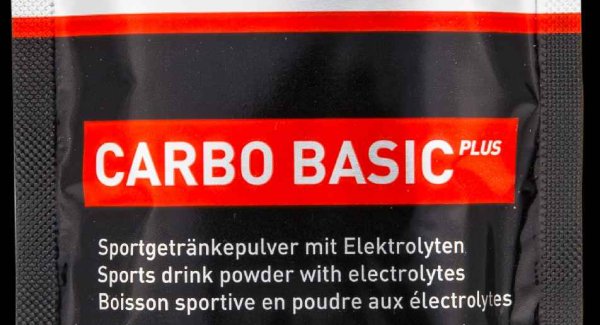 CARBO BASIC PLUS
Sportgetränkepulver mit Elektrolyten
Sports drink powder with electrolytes
Boisson sportive en poudre aux électrolytes